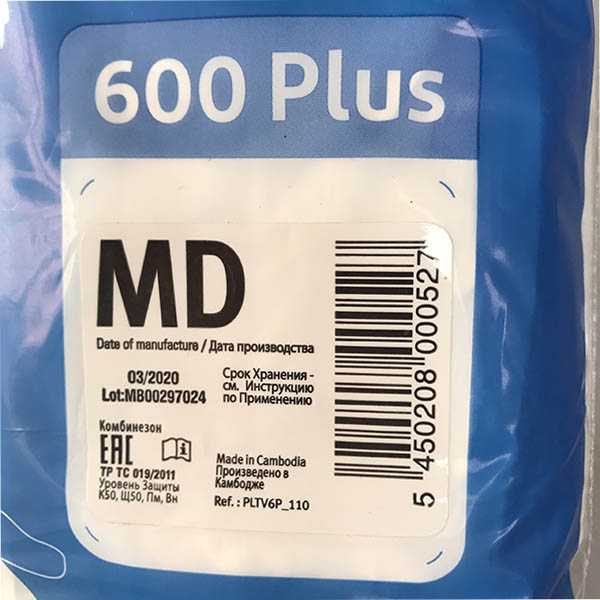 600 Plus
MD
Date of manufacture / Дата производства
03/2020
Lot:MB00297024
Срок Хранения -
см. Инструкцию
по Применению
Комбинезон
EAC
ТР ТС 019/2011
Уровень Защиты
К50, Щ50, Пм, Вн
Made in Cambodia
Произведено в
Камбодже
Ref. : PLTV6P_110
5 450208 000527